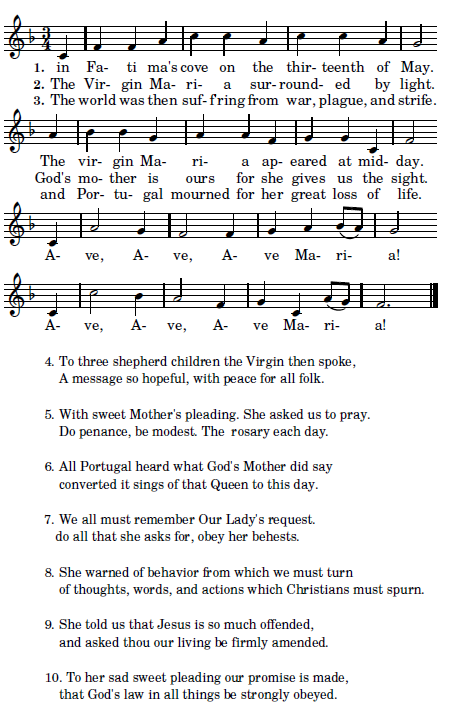 3
4
1. in Fa- ti ma's cove on the thir- teenth of May.
2. The Vir- gin Ma- ri- a sur- round- ed by light.
3. The world was then suf- f'ring from war, plague, and strife.
The vir- gin Ma- ri- a ap- eared at mid- day.
God's mo- ther is ours for she gives us the sight.
and Por- tu- gal mourned for her great loss of life.
A- ve, A- ve, A- ve Ma- ri- a!
A- ve, A- ve, A- ve Ma- ri- a!
4. To three shepherd children the Virgin then spoke,
A message so hopeful, with peace for all folk.
5. With sweet Mother's pleading. She asked us to pray.
Do penance, be modest. The rosary each day.
6. All Portugal heard what God's Mother did say
converted it sings of that Queen to this day.
7. We all must remember Our Lady's request.
do all that she asks for, obey her behests.
8. She warned of behavior from which we must turn
of thoughts, words, and actions which Christians must spurn.
9. She told us that Jesus is so much offended,
and asked thou our living be firmly amended.
10. To her sad sweet pleading our promise is made,
that God's law in all things be strongly obeyed.